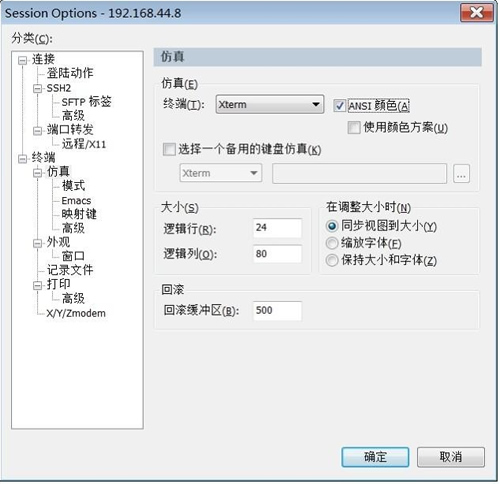 Session Options - 192.168.44.8
分类(C):
连接
登陆动作
SSH2
SFTP 标签
高级
端口转发
远程/X11
终端
仿真
模式
Emacs
映射键
高级
外观
窗口
记录文件
打印
高级
X/Y/Zmodem
仿真
仿真(E)
终端(T): Xterm ANSI 颜色(A)
使用颜色方案(U)
选择一个备用的键盘仿真(K)
Xterm ...
大小(S)
逻辑行(R): 24
逻辑列(O): 80
在调整大小时(N)
同步视图到大小(Y)
缩放字体(F)
保持大小和字体(Z)
回滚
回滚缓冲区(B): 500
确定 取消